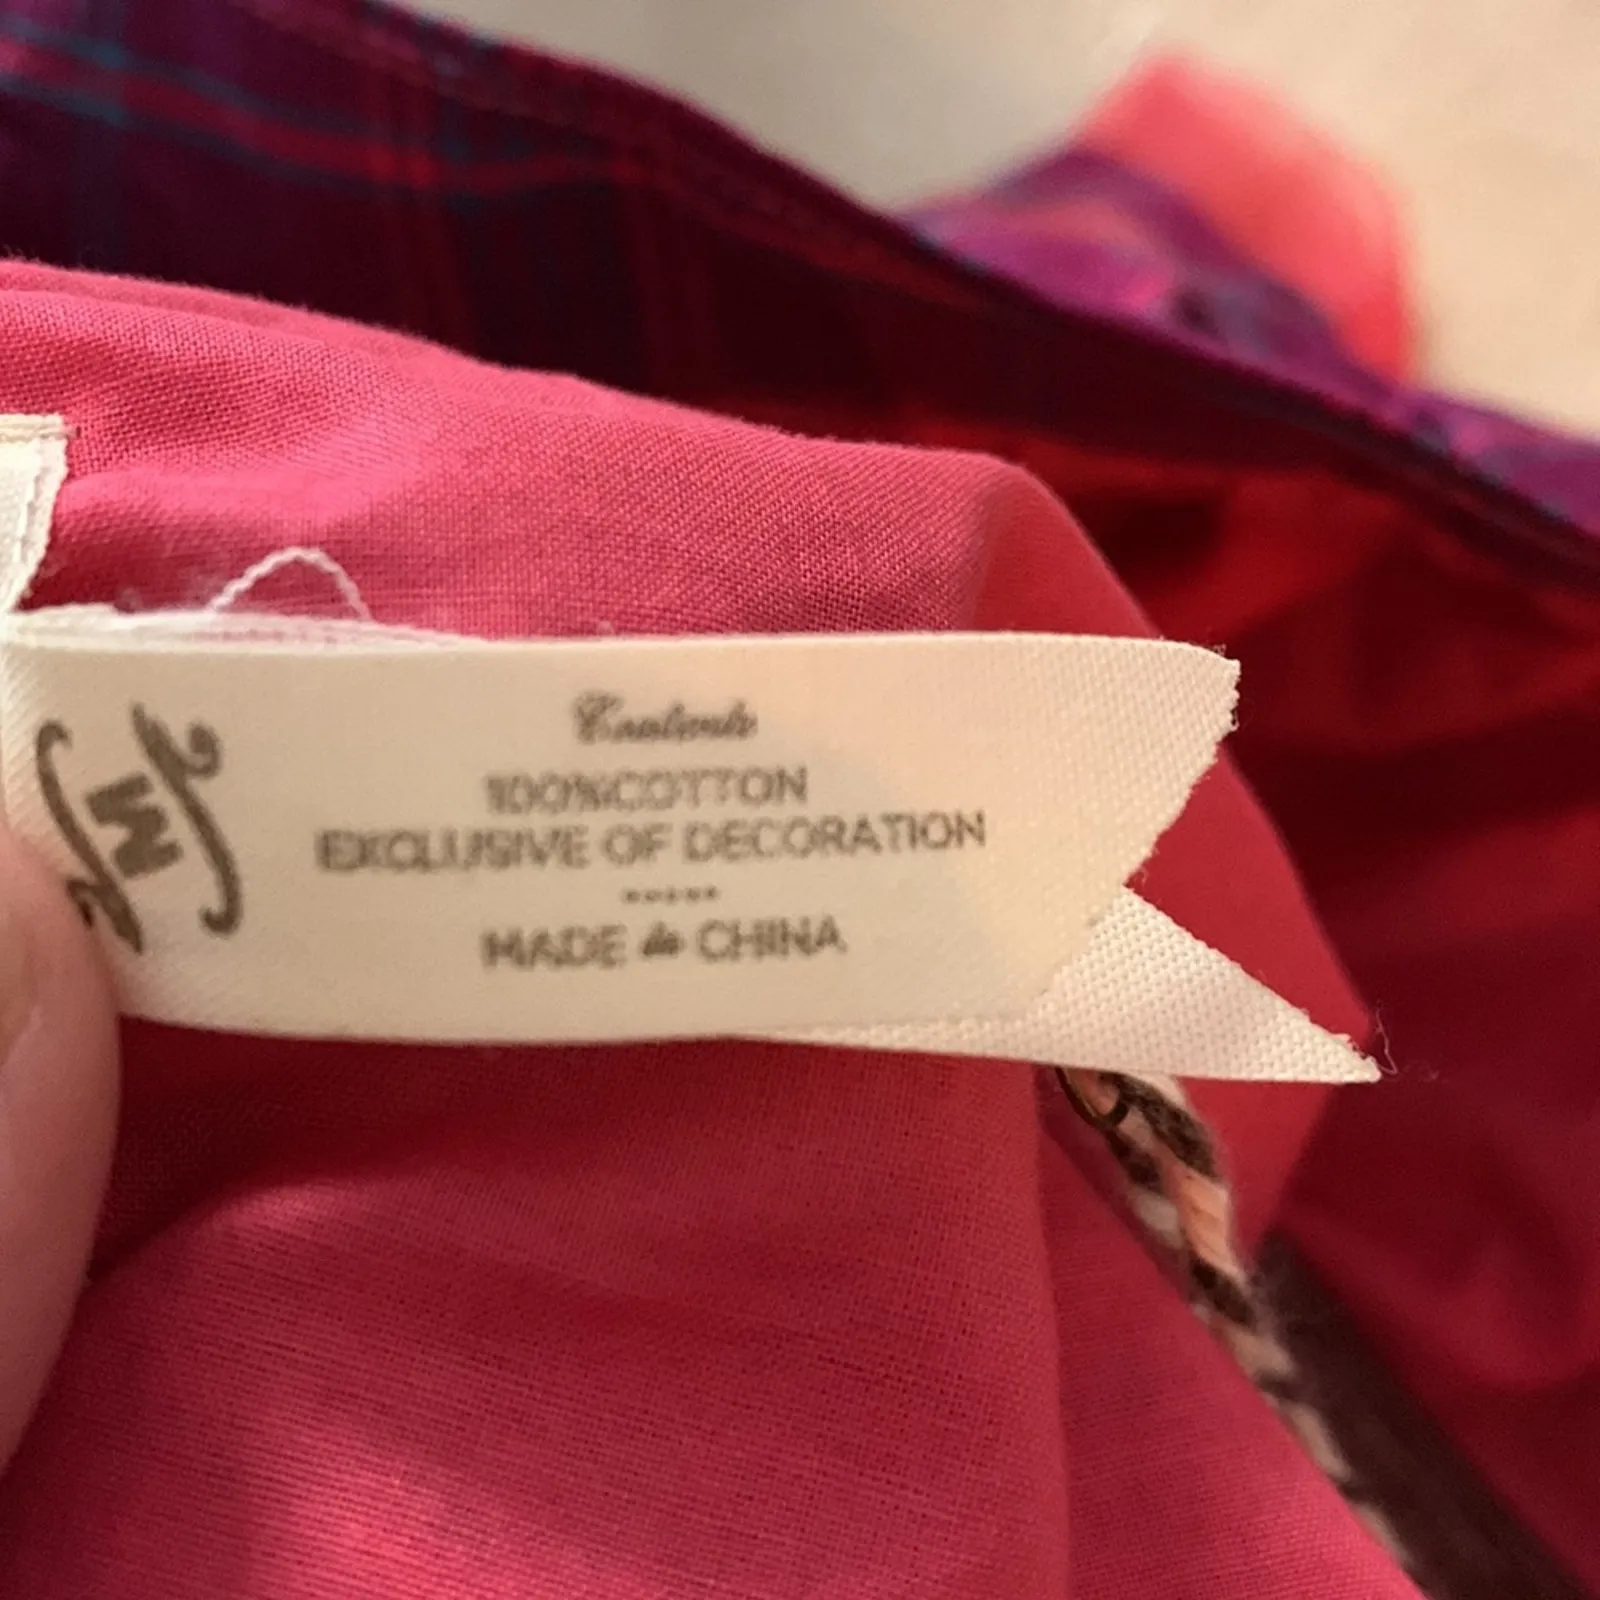 M
Contents
100%COTTON
EXCLUSIVE OF DECORATION
MADE in CHINA